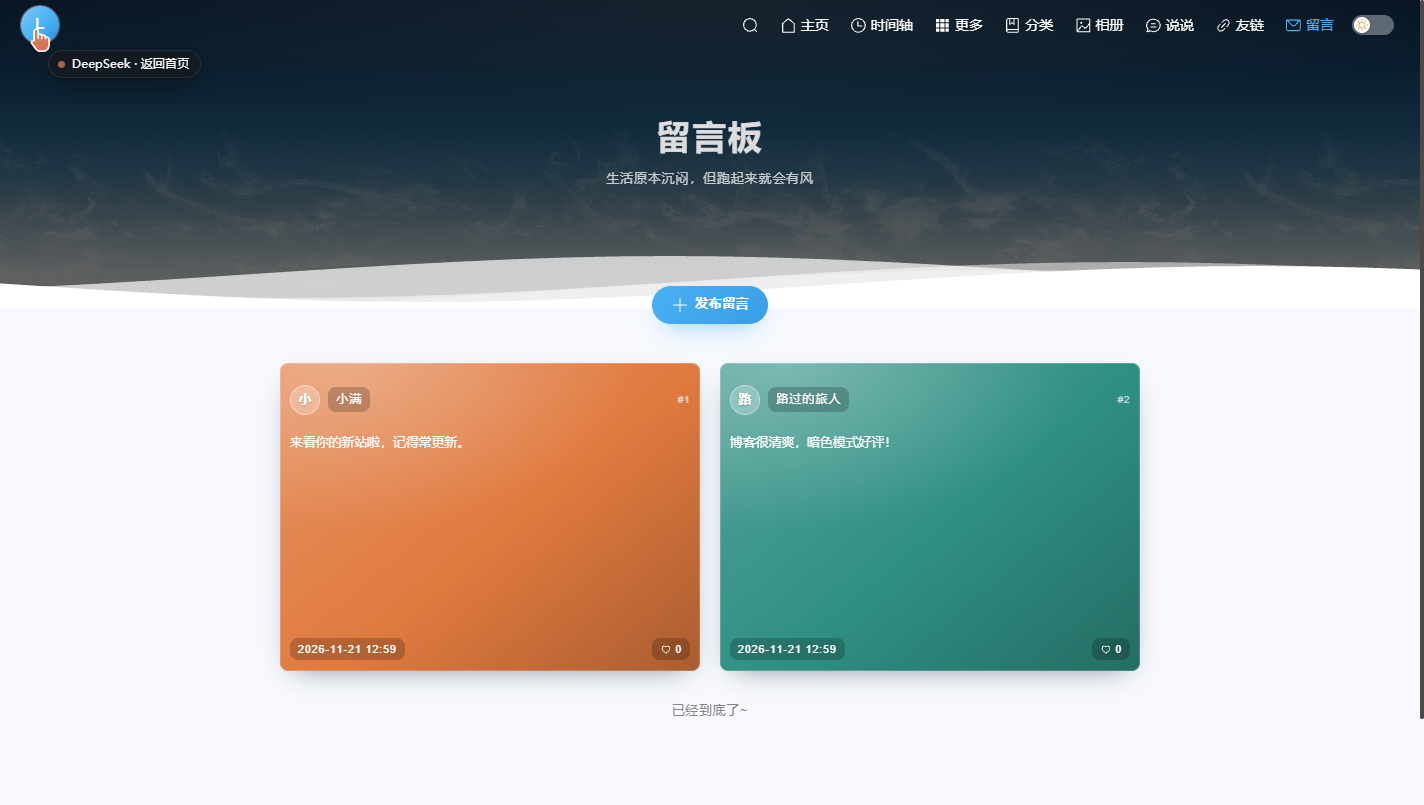 主页 时间轴 更多 分类 相册 说说 友链 留言
DeepSeek · 返回首页
留言板
生活原本沉闷，但跑起来就会有风
发布留言
小 小满 #1
来看你的新站啦，记得常更新。
2026-11-21 12:59 0
路 路过的旅人 #2
博客很清爽，暗色模式好评！
2026-11-21 12:59 0
已经到底了~